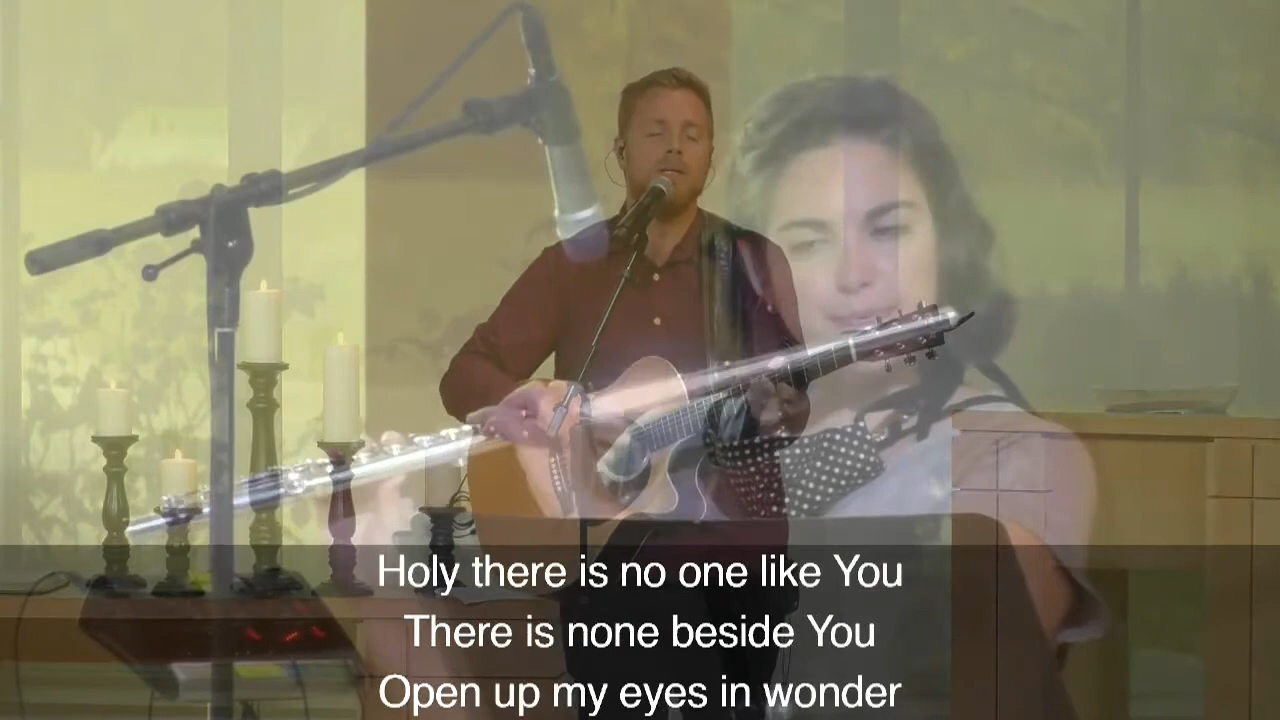 Holy there is no one like You
There is none beside You
Open up my eyes in wonder